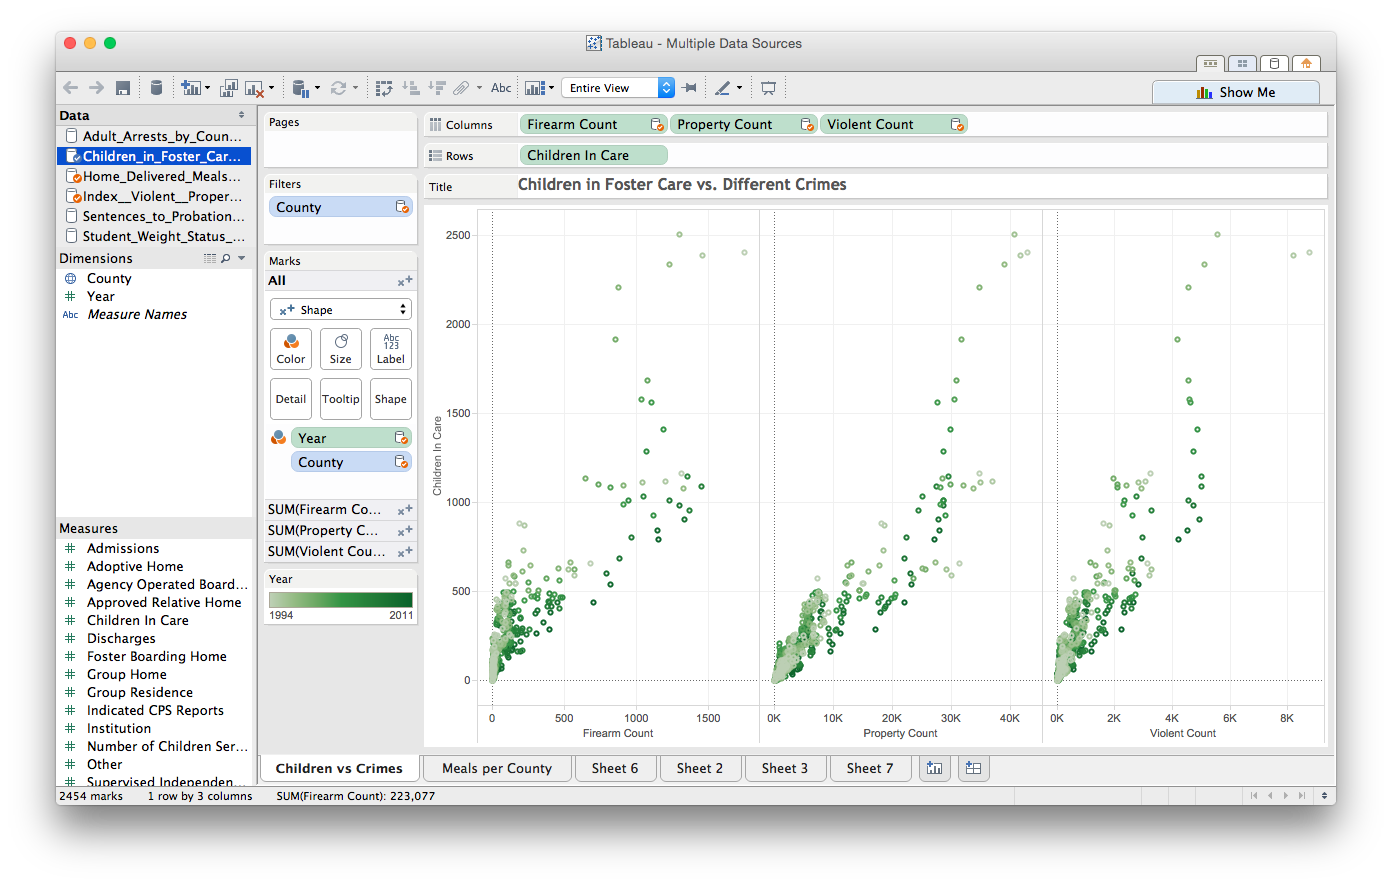 Tableau - Multiple Data Sources
Abc
Entire View
Show Me
Data
Adult_Arrests_by_Coun...
Children_in_Foster_Car...
Home_Delivered_Meals...
Index__Violent__Proper...
Sentences_to_Probation...
Student_Weight_Status_...
Dimensions
County
Year
Abc Measure Names
Measures
Admissions
Adoptive Home
Agency Operated Board...
Approved Relative Home
Children In Care
Discharges
Foster Boarding Home
Group Home
Group Residence
Indicated CPS Reports
Institution
Number of Children Ser...
Other
Supervised Independen...
Pages
Filters
County
Marks
All
Shape
Color
Size
Abc
123
Label
Detail
Tooltip
Shape
Year
County
SUM(Firearm Co...
SUM(Property C...
SUM(Violent Cou...
Year
1994 2011
Columns
Firearm Count
Property Count
Violent Count
Rows
Children In Care
Title
Children in Foster Care vs. Different Crimes
Children In Care
2500
2000
1500
1000
500
0
0 500 1000 1500
Firearm Count
0K 10K 20K 30K 40K
Property Count
0K 2K 4K 6K 8K
Violent Count
Children vs Crimes
Meals per County
Sheet 6
Sheet 2
Sheet 3
Sheet 7
2454 marks
1 row by 3 columns
SUM(Firearm Count): 223,077